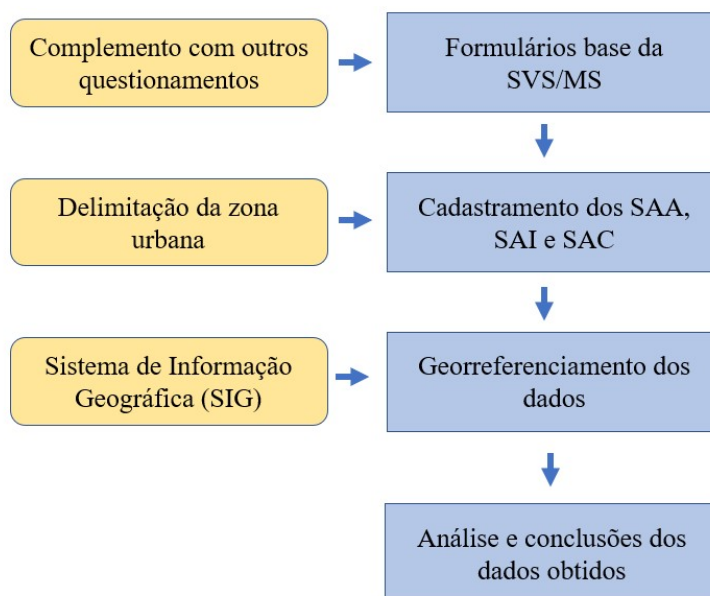 Complemento com outros
questionamentos
Formulários base da
SVS/MS
Delimitação da zona
urbana
Cadastramento dos SAA,
SAI e SAC
Sistema de Informação
Geográfica (SIG)
Georreferenciamento dos
dados
Análise e conclusões dos
dados obtidos